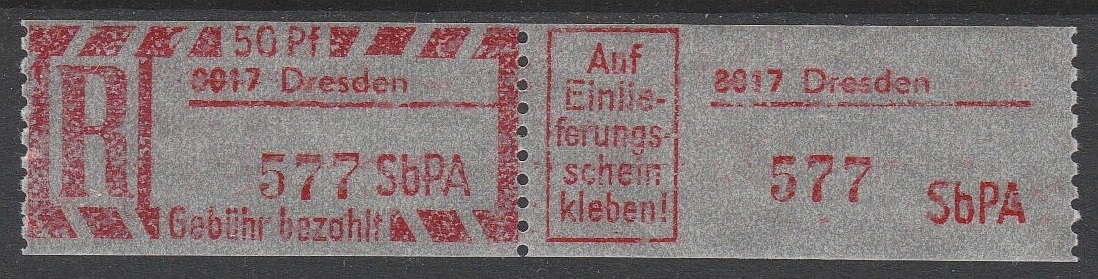 50 Pf
R
8017 Dresden
577 SbPA
Gebühr bezahlt
Auf
Einlie-
ferungs-
schein
kleben!
8017 Dresden
577
SbPA